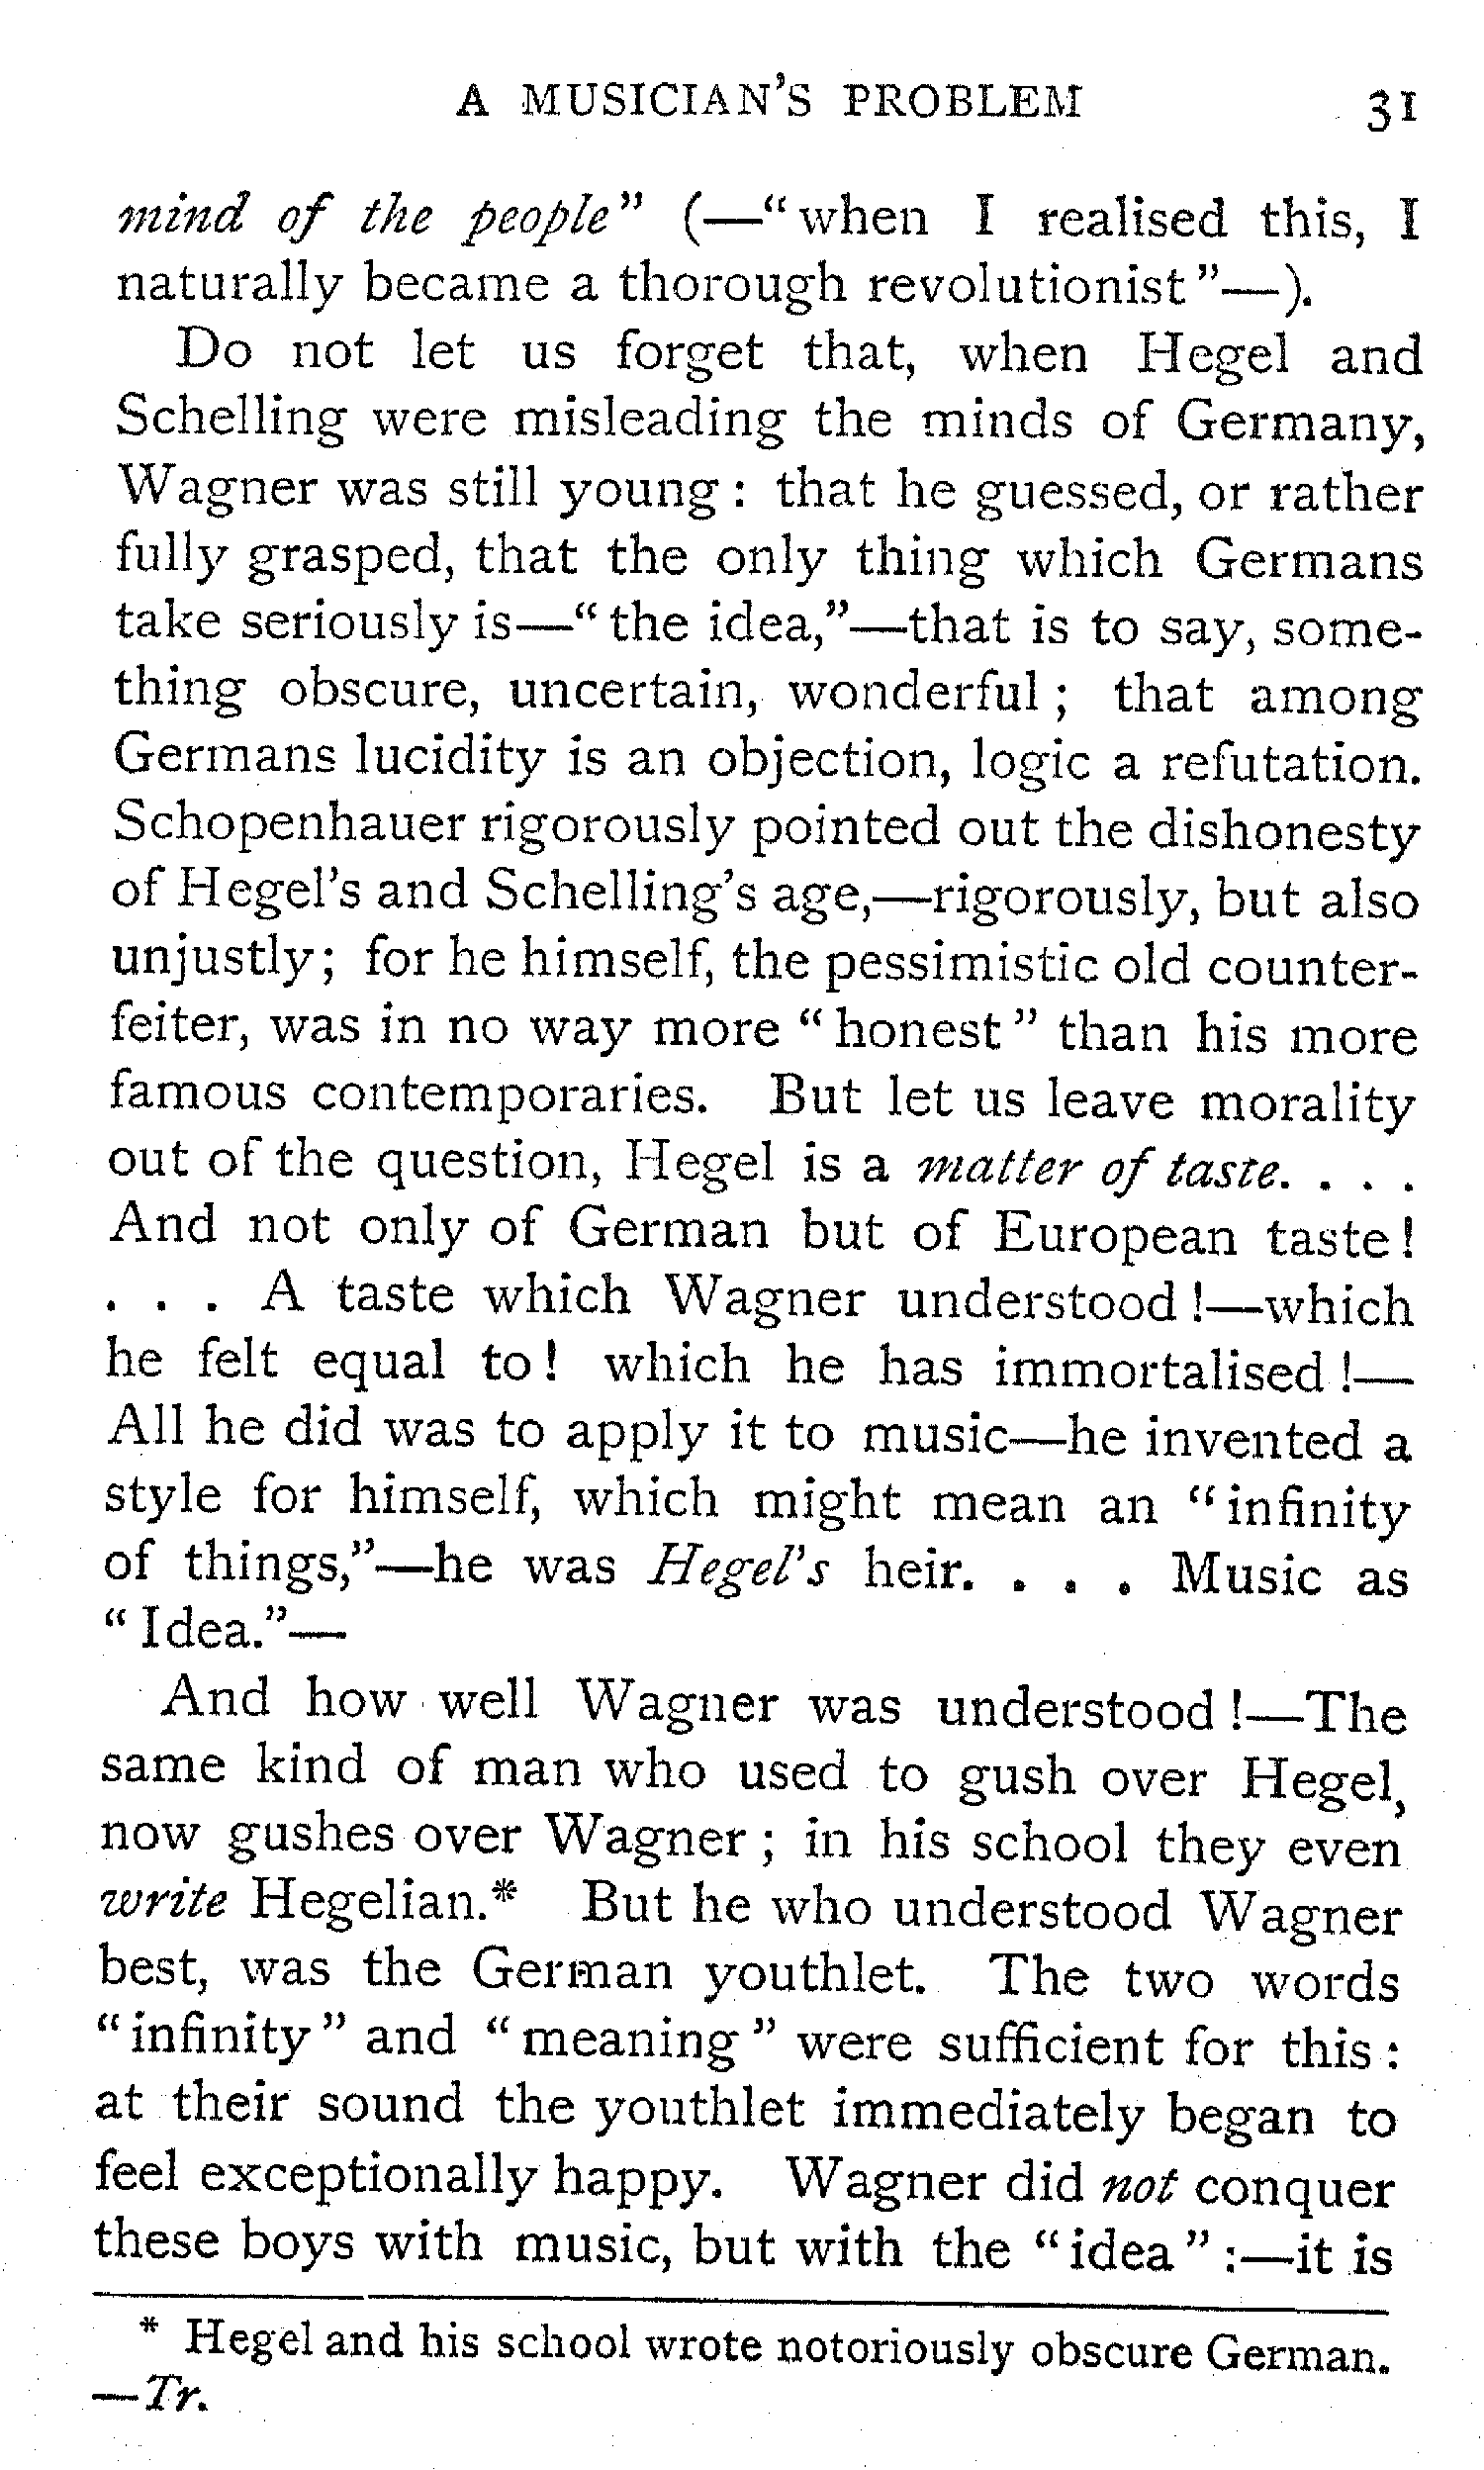 A MUSICIAN'S PROBLEM 31
mind of the people" (—"when I realised this, I
naturally became a thorough revolutionist"—).
Do not let us forget that, when Hegel and
Schelling were misleading the minds of Germany,
Wagner was still young: that he guessed, or rather
fully grasped, that the only thing which Germans
take seriously is—"the idea,"—that is to say, some-
thing obscure, uncertain, wonderful; that among
Germans lucidity is an objection, logic a refutation.
Schopenhauer rigorously pointed out the dishonesty
of Hegel's and Schelling's age,—rigorously, but also
unjustly; for he himself, the pessimistic old counter-
feiter, was in no way more "honest" than his more
famous contemporaries. But let us leave morality
out of the question, Hegel is a matter of taste. . . .
And not only of German but of European taste!
. . . A taste which Wagner understood!—which
he felt equal to! which he has immortalised!—
All he did was to apply it to music—he invented a
style for himself, which might mean an "infinity
of things,"—he was Hegel's heir. . . . Music as
"Idea."—
And how well Wagner was understood!—The
same kind of man who used to gush over Hegel,
now gushes over Wagner; in his school they even
write Hegelian.* But he who understood Wagner
best, was the German youthlet. The two words
"infinity" and "meaning" were sufficient for this:
at their sound the youthlet immediately began to
feel exceptionally happy. Wagner did not conquer
these boys with music, but with the "idea":—it is
* Hegel and his school wrote notoriously obscure German.
—Tr.